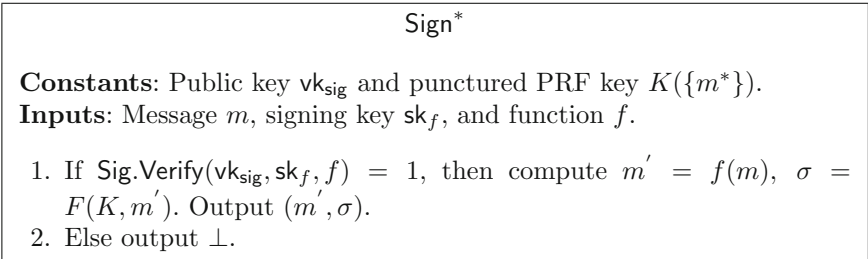 Sign*
Constants: Public key vk_sig and punctured PRF key K({m*}).
Inputs: Message m, signing key sk_f, and function f.
1. If Sig.Verify(vk_sig, sk_f, f) = 1, then compute m′ = f(m), σ =
F(K, m′). Output (m′, σ).
2. Else output ⊥.